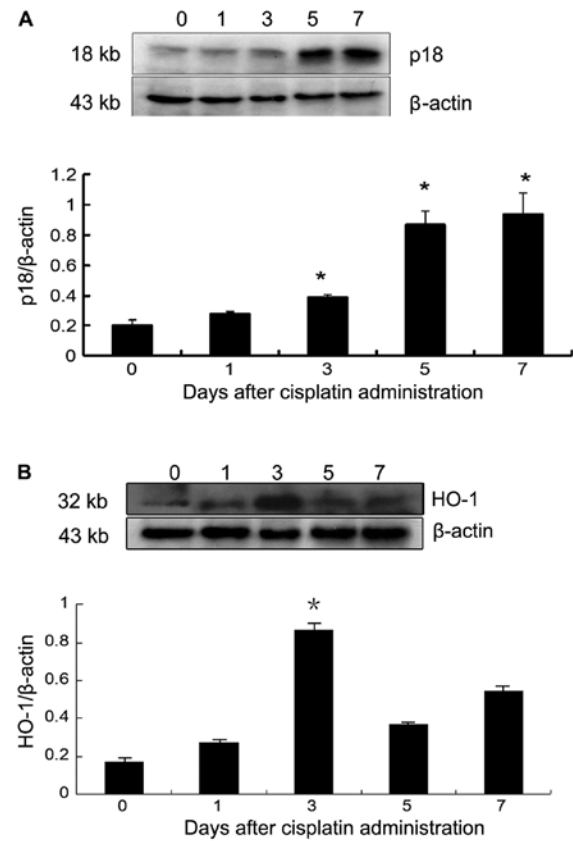 A
0 1 3 5 7
18 kb p18
43 kb β-actin
1.2
1
0.8
0.6
0.4
0.2
0
p18/β-actin
* * *
0 1 3 5 7
Days after cisplatin administration
B
0 1 3 5 7
32 kb HO-1
43 kb β-actin
1
0.8
0.6
0.4
0.2
0
HO-1/β-actin
*
0 1 3 5 7
Days after cisplatin administration